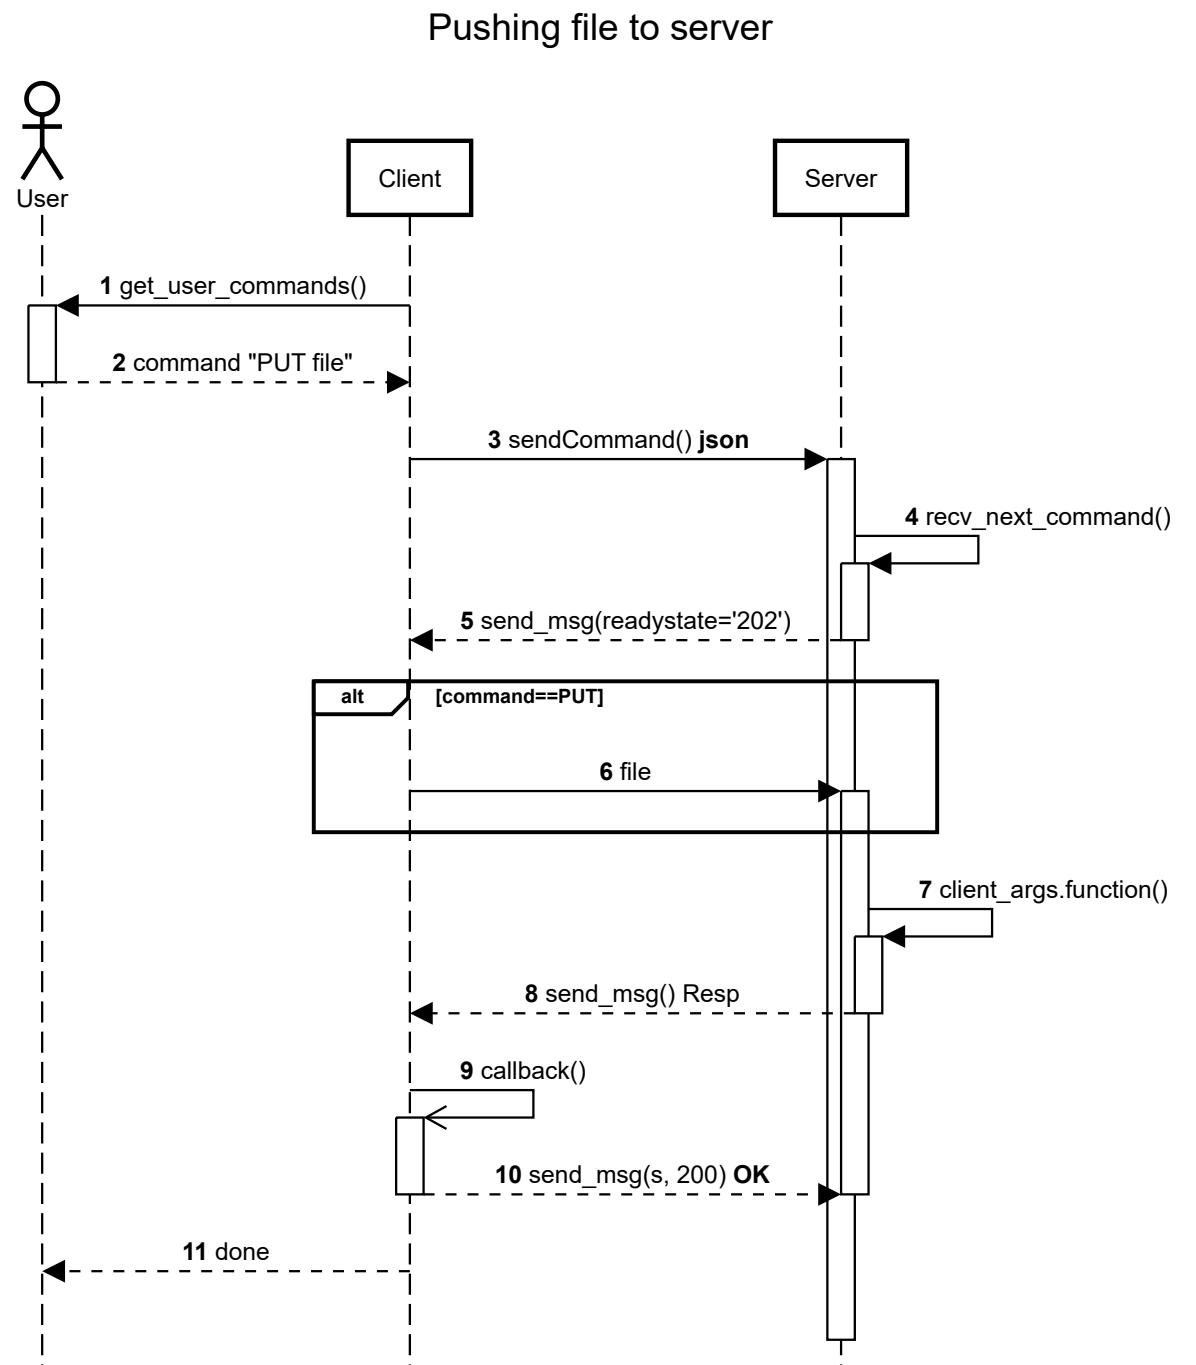 Pushing file to server
User
Client
Server
1 get_user_commands()
2 command "PUT file"
3 sendCommand() json
4 recv_next_command()
5 send_msg(readystate='202')
alt [command==PUT]
6 file
7 client_args.function()
8 send_msg() Resp
9 callback()
10 send_msg(s, 200) OK
11 done